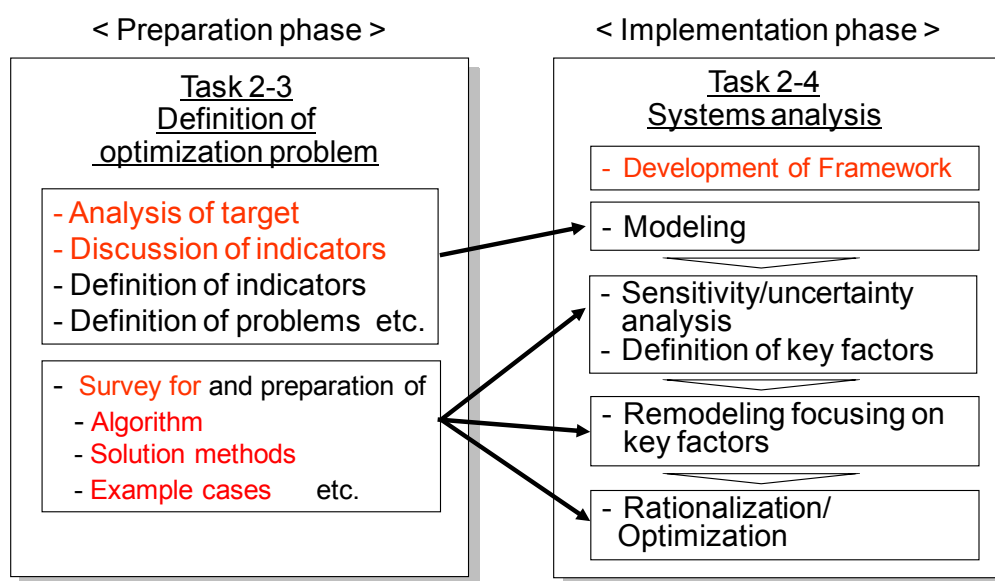 < Preparation phase >
Task 2-3
Definition of
optimization problem
- Analysis of target
- Discussion of indicators
- Definition of indicators
- Definition of problems etc.
- Survey for and preparation of
- Algorithm
- Solution methods
- Example cases etc.
< Implementation phase >
Task 2-4
Systems analysis
- Development of Framework
- Modeling
- Sensitivity/uncertainty
analysis
- Definition of key factors
- Remodeling focusing on
key factors
- Rationalization/
Optimization